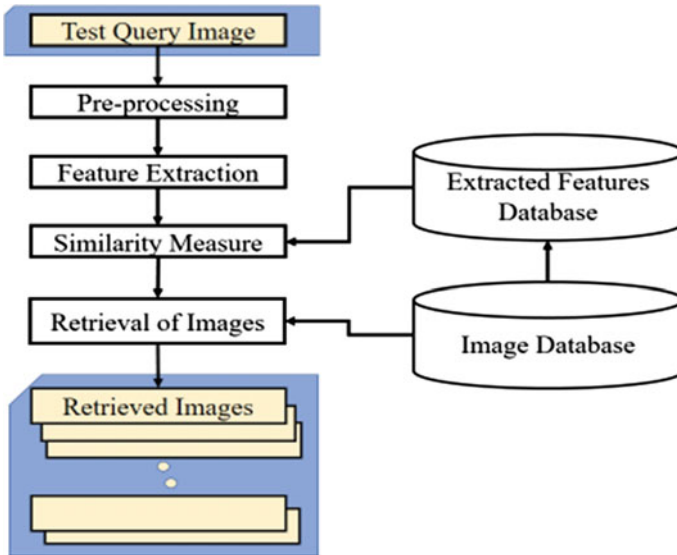 Test Query Image
Pre-processing
Feature Extraction
Similarity Measure
Retrieval of Images
Retrieved Images
Extracted Features
Database
Image Database